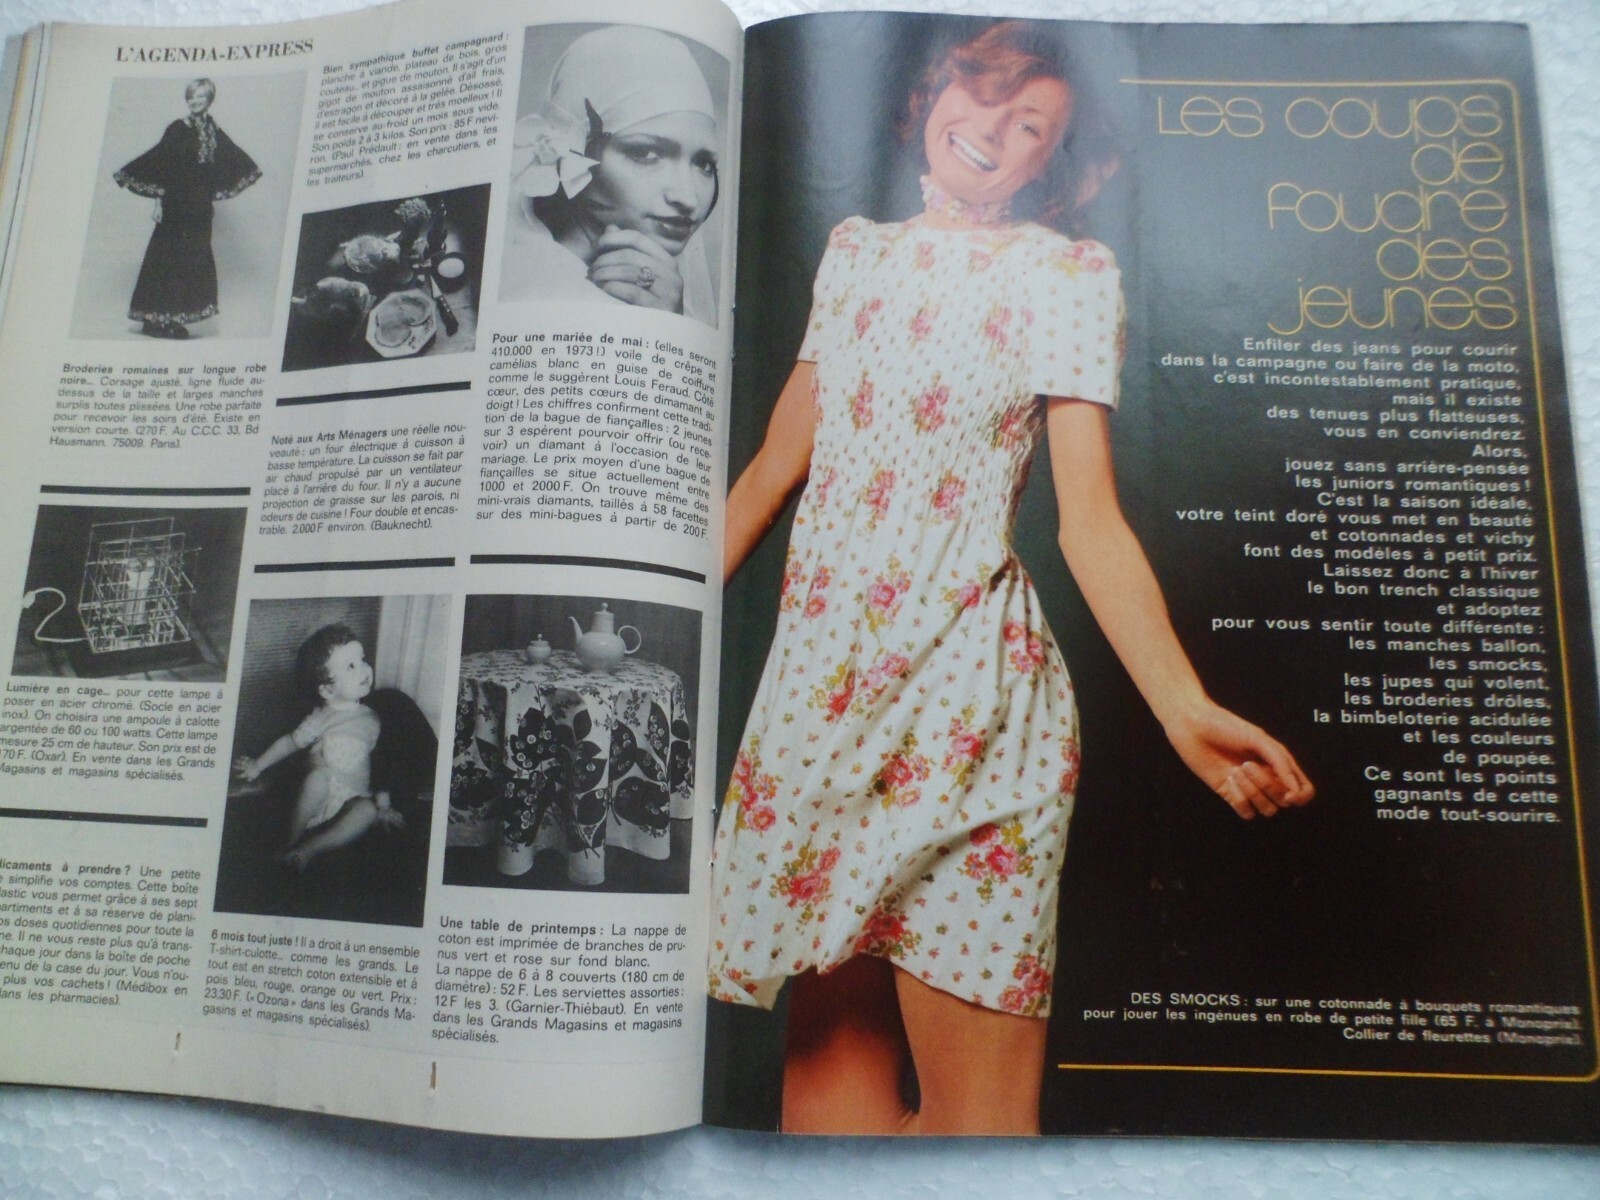 L'AGENDA-EXPRESS
Broderies romaines sur longue robe
noire... Corsage ajusté, ligne fluide au-
dessus de la taille et larges manches
surplis toutes plissées. Une robe parfaite
pour recevoir les soirs d'été. Existe en
version courte. (270 F. Au C.C.C. 33, Bd
Hausmann. 75009. Paris).
Lumière en cage... pour cette lampe à
poser en acier chromé. (Socle en acier
inox). On choisira une ampoule à calotte
argentée de 60 ou 100 watts. Cette lampe
mesure 25 cm de hauteur. Son prix est de
170 F. (Oxar). En vente dans les Grands
Magasins et magasins spécialisés.
à prendre ? Une petite
simplifie vos comptes. Cette boîte
vous permet grâce à ses sept
et à sa réserve de plani-
doses quotidiennes pour toute la
Il ne vous reste plus qu'à trans-
chaque jour dans la boîte de poche
de la case du jour. Vous n'ou-
plus vos cachets ! (Médibox en
dans les pharmacies).
Bien sympathique buffet campagnard :
planche à viande, plateau de bois, gros
couteau... et gigue de mouton. Il s'agit d'un
gigot de mouton assaisonné d'ail frais,
d'estragon et décoré à la gelée. Désossé,
il est facile à découper et très moelleux ! Il
se conserve au-froid un mois sous vide.
Son poids 2 à 3 kilos. Son prix : 85 F nevi-
ron. (Paul Prédault : en vente dans les
supermarchés, chez les charcutiers, et
les traiteurs).
Noté aux Arts Ménagers une réelle nou-
veauté : un four électrique à cuisson à
basse température. La cuisson se fait par
air chaud propulsé par un ventilateur
placé à l'arrière du four. Il n'y a aucune
projection de graisse sur les parois, ni
odeurs de cuisine ! Four double et encas-
trable. 2.000 F environ. (Bauknecht).
6 mois tout juste ! Il a droit à un ensemble
T-shirt-culotte... comme les grands. Le
tout est en stretch coton extensible et à
pois bleu, rouge, orange ou vert. Prix :
23,30 F. (« Ozona » dans les Grands Ma-
gasins et magasins spécialisés).
Pour une mariée de mai : (elles seront
410.000 en 1973 !) voile de crêpe et
camélias blanc en guise de coiffure
comme le suggèrent Louis Feraud. Côté
cœur, des petits cœurs de dimamant au
doigt ! Les chiffres confirment cette tradi-
tion de la bague de fiançailles : 2 jeunes
sur 3 espèrent pourvoir offrir (ou rece-
voir) un diamant à l'occasion de leur
mariage. Le prix moyen d'une bague de
fiançailles se situe actuellement entre
1000 et 2000 F. On trouve même des
mini-vrais diamants, taillés à 58 facettes
sur des mini-bagues à partir de 200 F.
Une table de printemps : La nappe de
coton est imprimée de branches de pru-
nus vert et rose sur fond blanc.
La nappe de 6 à 8 couverts (180 cm de
diamétre) : 52 F. Les serviettes assorties :
12 F les 3. (Garnier-Thiébaut). En vente
dans les Grands Magasins et magasins
spécialisés.
Les coups
de
foudre
des
jeunes
Enfiler des jeans pour courir
dans la campagne ou faire de la moto,
c'est incontestablement pratique,
mais il existe
des tenues plus flatteuses,
vous en conviendrez.
Alors,
jouez sans arrière-pensée
les juniors romantiques !
C'est la saison idéale,
votre teint doré vous met en beauté
et cotonnades et vichy
font des modèles à petit prix.
Laissez donc à l'hiver
le bon trench classique
et adoptez
pour vous sentir toute différente :
les manches ballon,
les smocks,
les jupes qui volent,
les broderies drôles,
la bimbeloterie acidulée
et les couleurs
de poupée.
Ce sont les points
gagnants de cette
mode tout-sourire.
DES SMOCKS : sur une cotonnade à bouquets romantiques
pour jouer les ingénues en robe de petite fille (65 F. à Monoprix).
Collier de fleurettes (Monoprix).